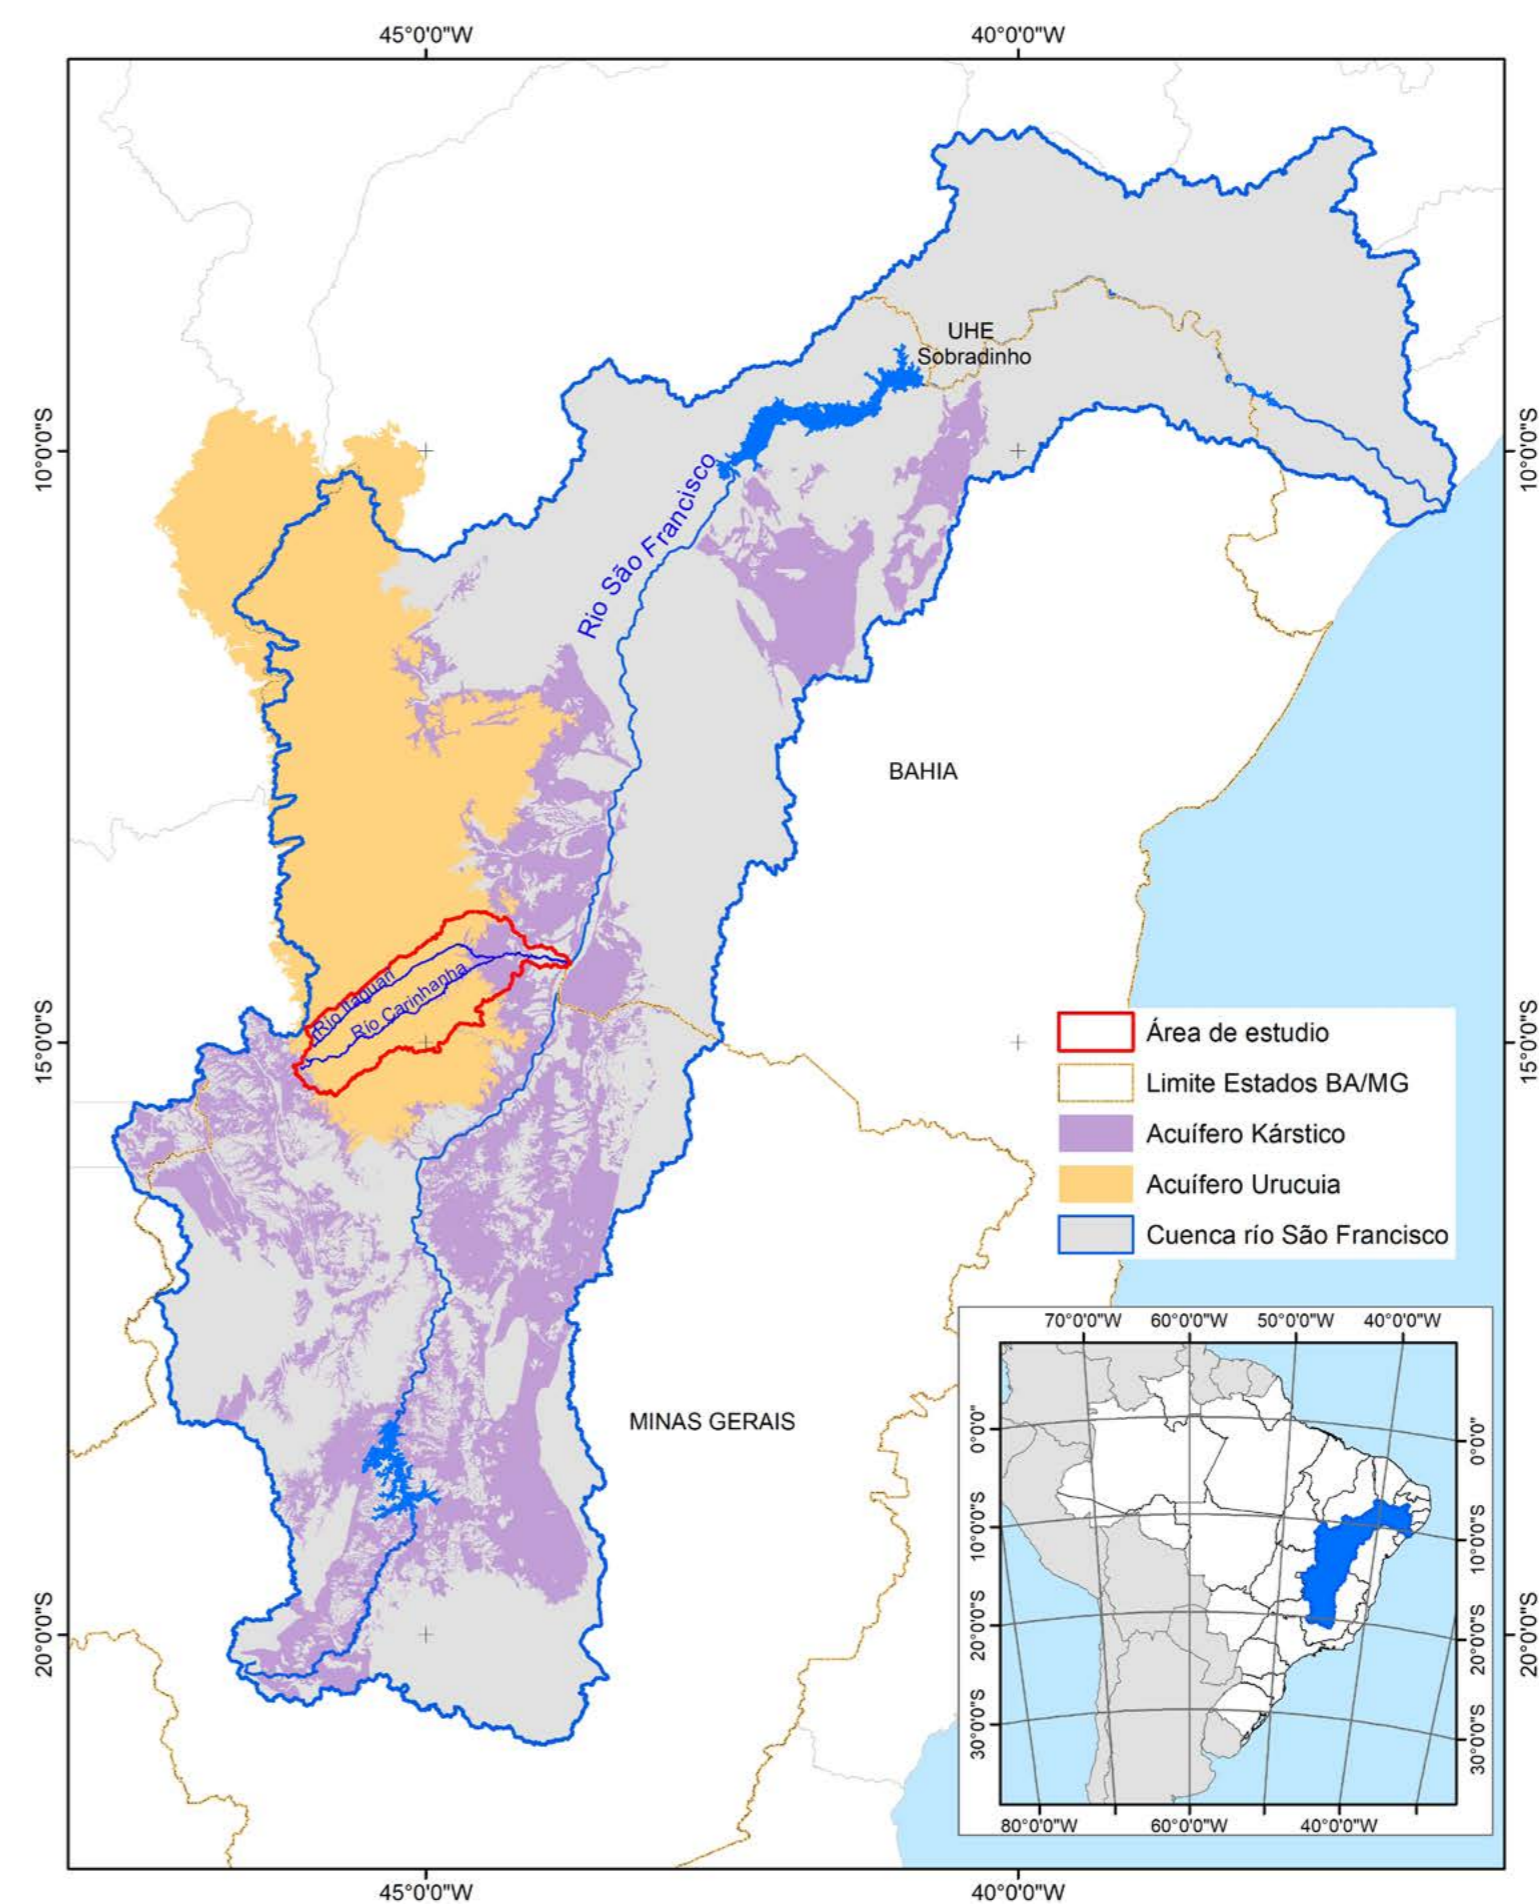 45°0'0"W
40°0'0"W
UHE
Sobradinho
10°0'0"S
10°0'0"S
Rio São Francisco
BAHIA
Rio Itaguari
Río Carinhanha
15°0'0"S
15°0'0"S
Área de estudio
Limite Estados BA/MG
Acuífero Kárstico
Acuífero Urucuia
Cuenca río São Francisco
MINAS GERAIS
70°0'0"W
60°0'0"W
50°0'0"W
40°0'0"W
0°0'0"
0°0'0"
10°0'0"S
10°0'0"S
20°0'0"S
20°0'0"S
30°0'0"S
30°0'0"S
80°0'0"W
60°0'0"W
40°0'0"W
20°0'0"S
20°0'0"S
45°0'0"W
40°0'0"W